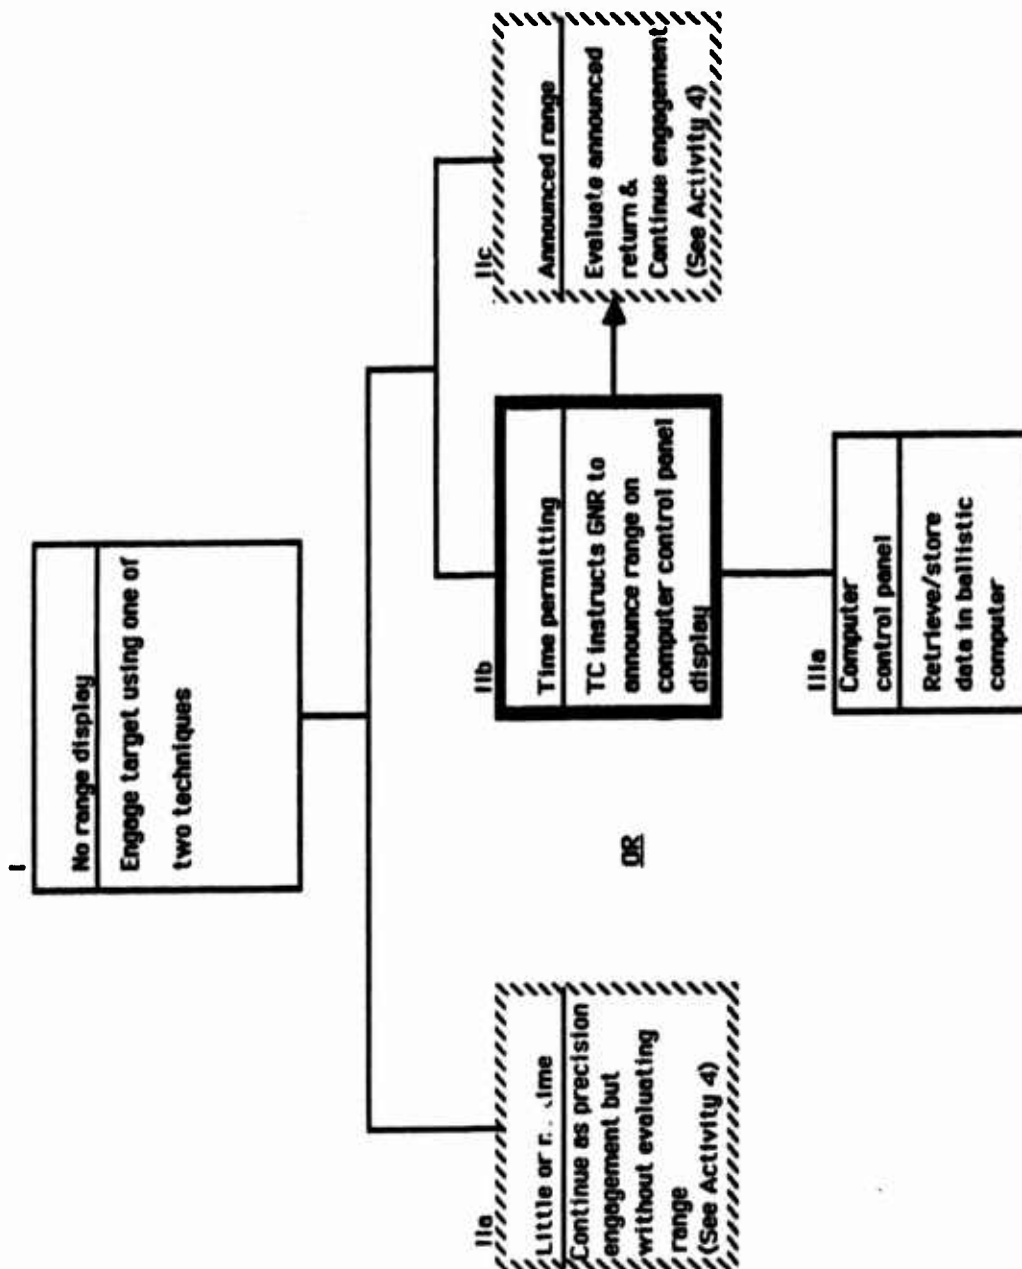 I
No range display
Engage target using one of
two techniques
IIa
Little or
Continue as precision
engagement but
without evaluating
range
(See Activity 4)
OR
IIb
Time permitting
TC instructs GNR to
announce range on
computer control panel
display
IIc
Announced range
Evaluate announced
return &
Continue engagement
(See Activity 4)
IIIa
Computer
control panel
Retrieve/store
data in ballistic
computer